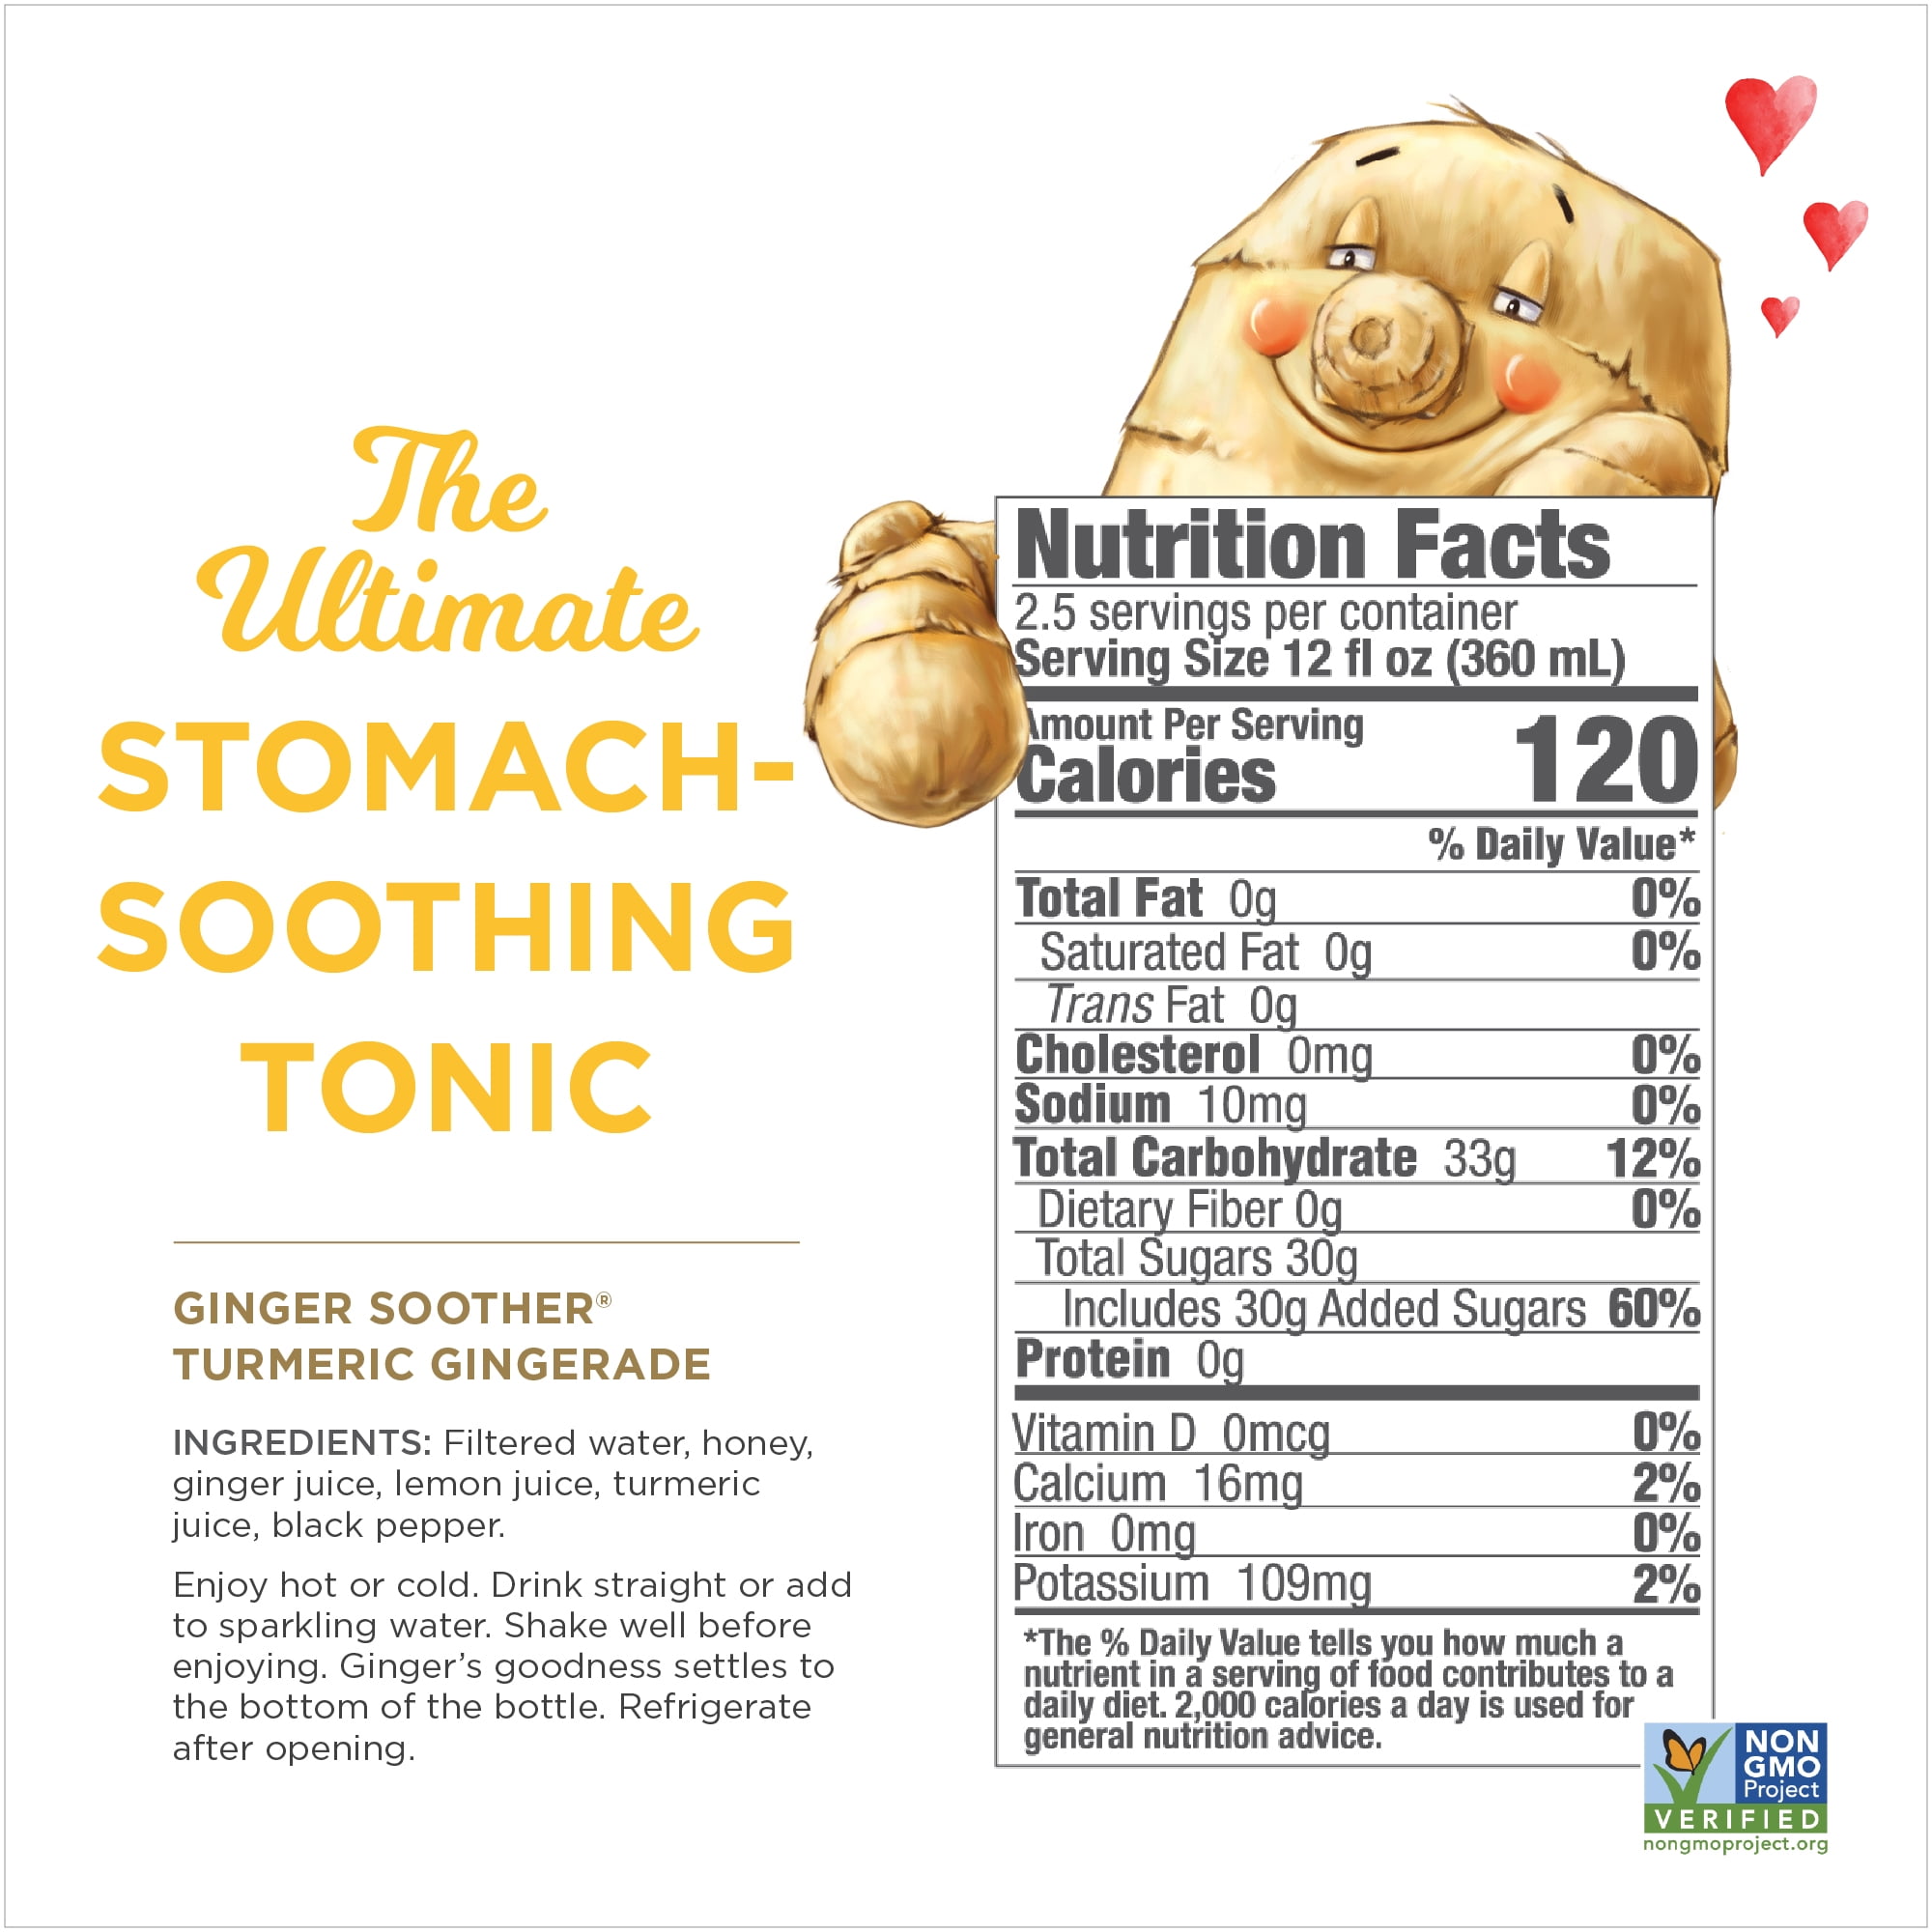 The
Ultimate
STOMACH-
SOOTHING
TONIC
GINGER SOOTHER®
TURMERIC GINGERADE
INGREDIENTS: Filtered water, honey,
ginger juice, lemon juice, turmeric
juice, black pepper.
Enjoy hot or cold. Drink straight or add
to sparkling water. Shake well before
enjoying. Ginger’s goodness settles to
the bottom of the bottle. Refrigerate
after opening.
Nutrition Facts
2.5 servings per container
Serving Size 12 fl oz (360 mL)
Amount Per Serving
Calories 120
% Daily Value*
Total Fat 0g 0%
Saturated Fat 0g 0%
Trans Fat 0g
Cholesterol 0mg 0%
Sodium 10mg 0%
Total Carbohydrate 33g 12%
Dietary Fiber 0g 0%
Total Sugars 30g
Includes 30g Added Sugars 60%
Protein 0g
Vitamin D 0mcg 0%
Calcium 16mg 2%
Iron 0mg 0%
Potassium 109mg 2%
*The % Daily Value tells you how much a
nutrient in a serving of food contributes to a
daily diet. 2,000 calories a day is used for
general nutrition advice.
NON
GMO
Project
VERIFIED
nongmoproject.org